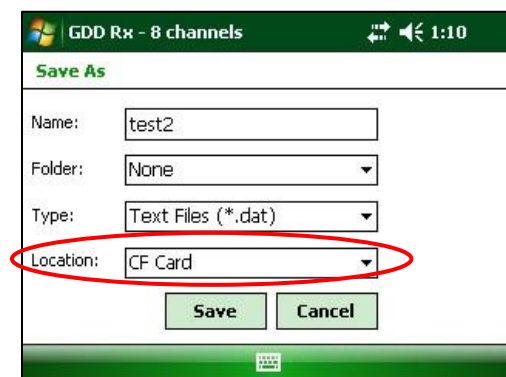 GDD Rx - 8 channels 1:10
Save As
Name: test2
Folder: None
Type: Text Files (*.dat)
Location: CF Card
Save Cancel